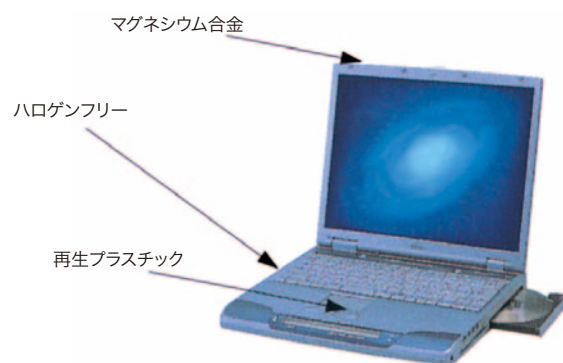 マグネシウム合金
ハロゲンフリー
再生プラスチック